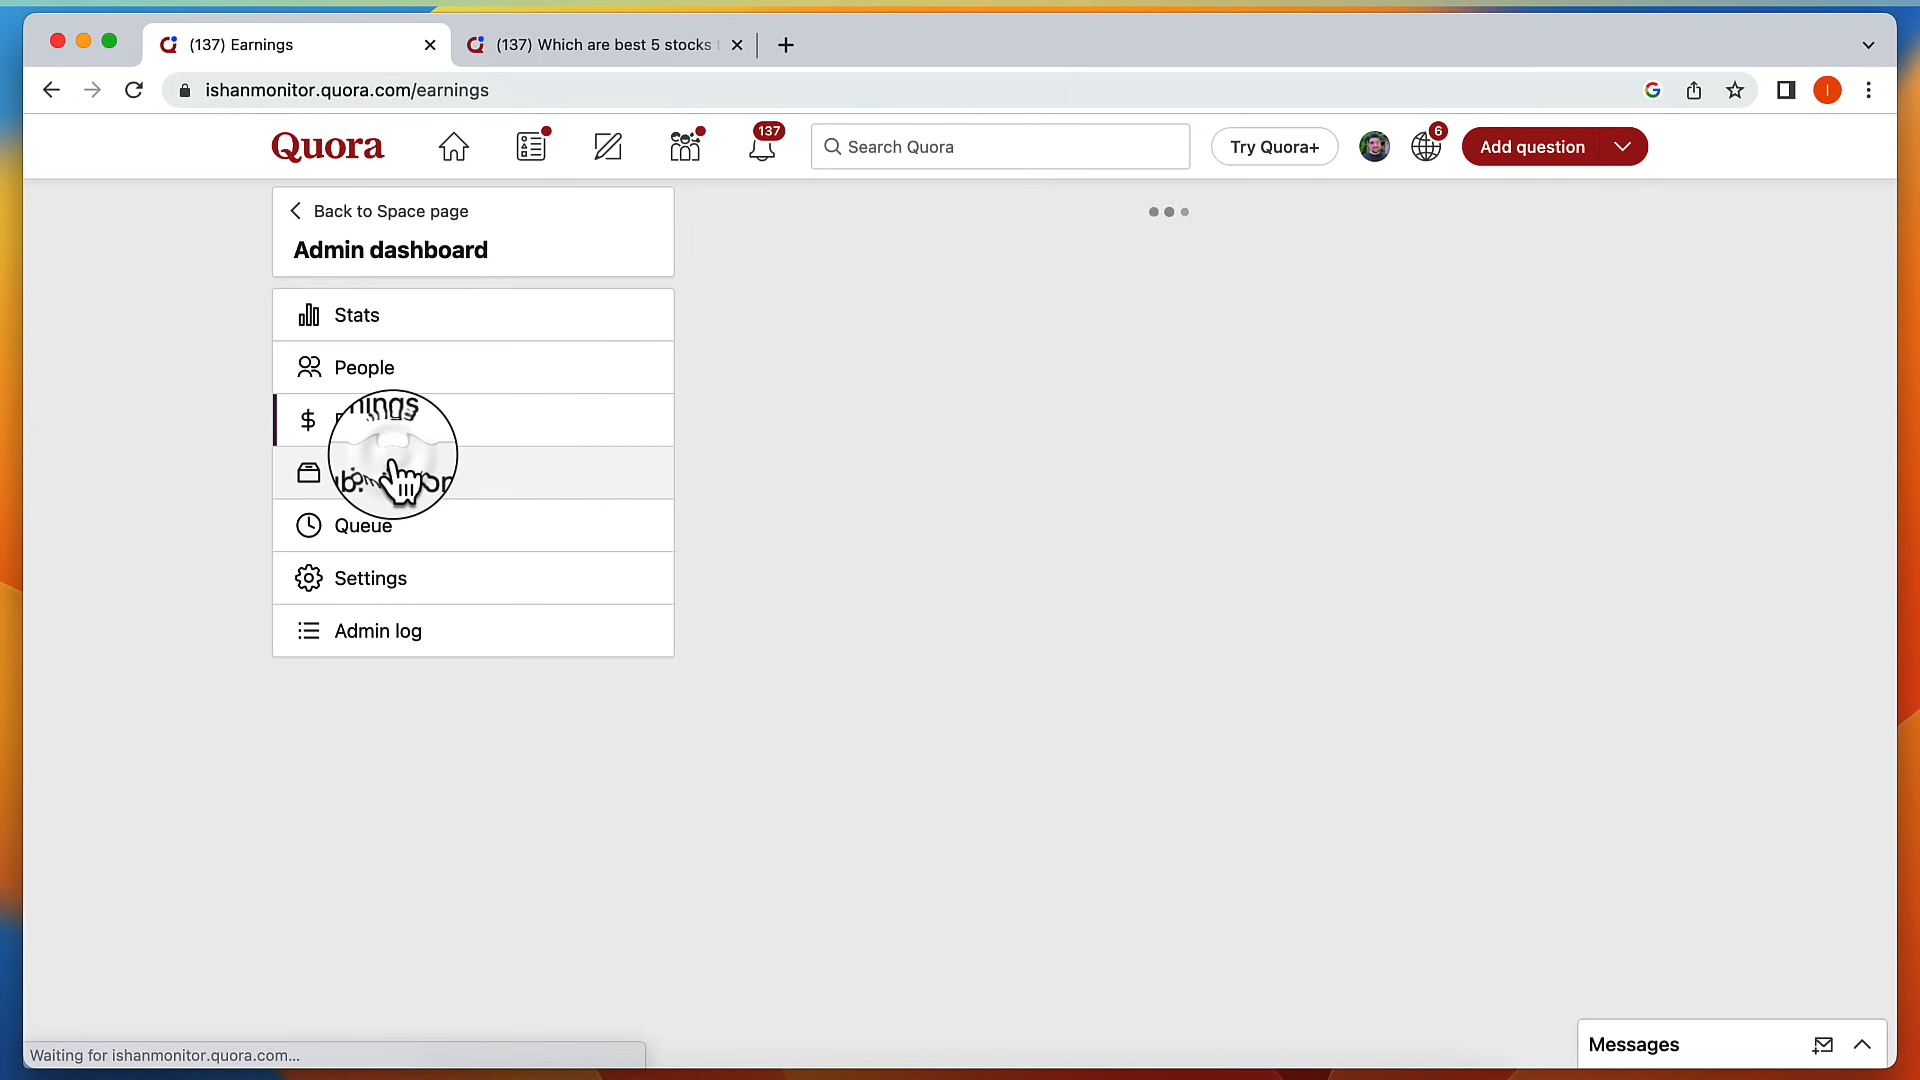 (137) Earnings
(137) Which are best 5 stocks
ishanmonitor.quora.com/earnings
Quora
137
Search Quora
Try Quora+
6
Add question
Back to Space page
Admin dashboard
Stats
People
Queue
Settings
Admin log
Waiting for ishanmonitor.quora.com...
Messages